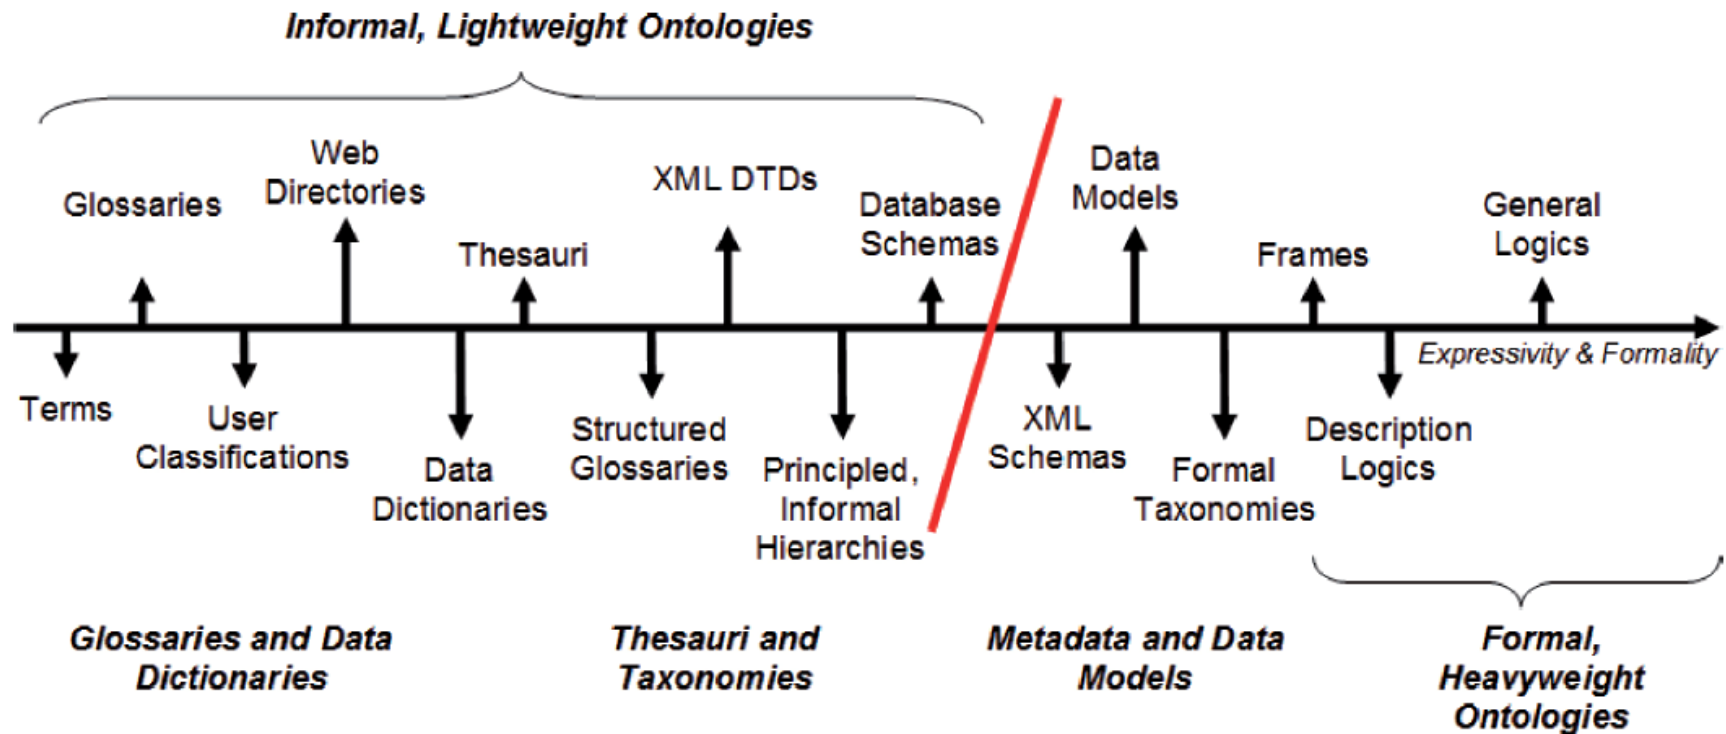 Informal, Lightweight Ontologies
Web
Directories
Glossaries
Thesauri
XML DTDs
Database
Schemas
Data
Models
Frames
General
Logics
Expressivity & Formality
Terms
User
Classifications
Data
Dictionaries
Structured
Glossaries
Principled,
Informal
Hierarchies
XML
Schemas
Formal
Taxonomies
Description
Logics
Glossaries and Data
Dictionaries
Thesauri and
Taxonomies
Metadata and Data
Models
Formal,
Heavyweight
Ontologies